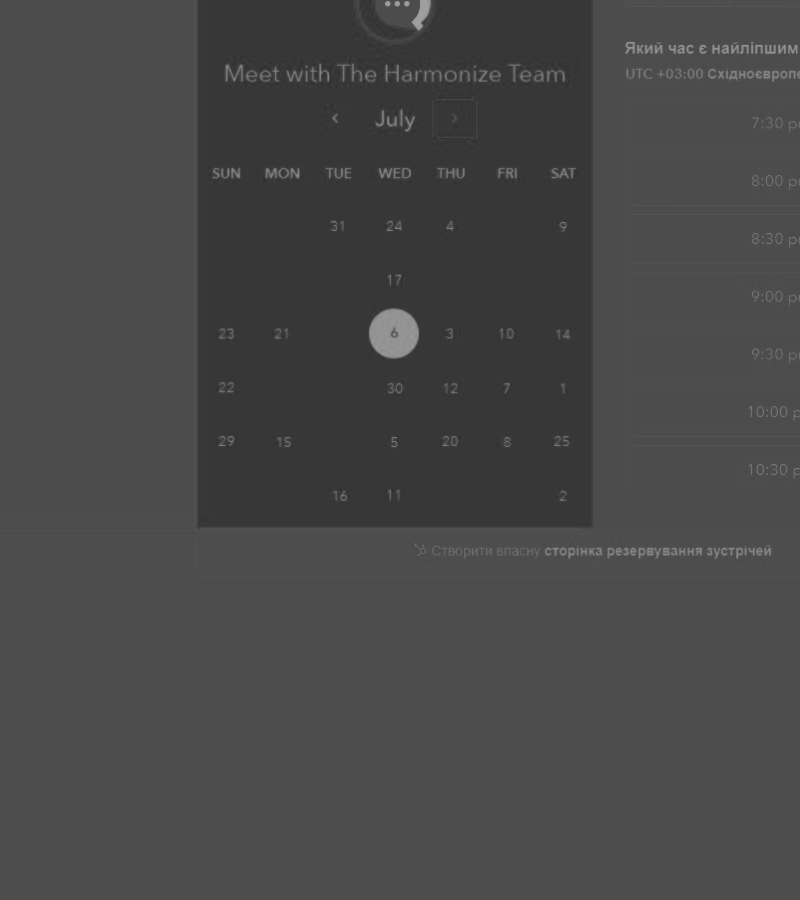 Meet with The Harmonize Team
July
SUN MON TUE WED THU FRI SAT
31 24 4 9
17
23 21 6 3 10 14
22 30 12 7 1
29 15 5 20 8 25
16 11 2
Створити власну сторінка резервування зустрічей
Який час є найліпшим
UTC +03:00
7:30
8:00
8:30
9:00
9:30
10:00
10:30